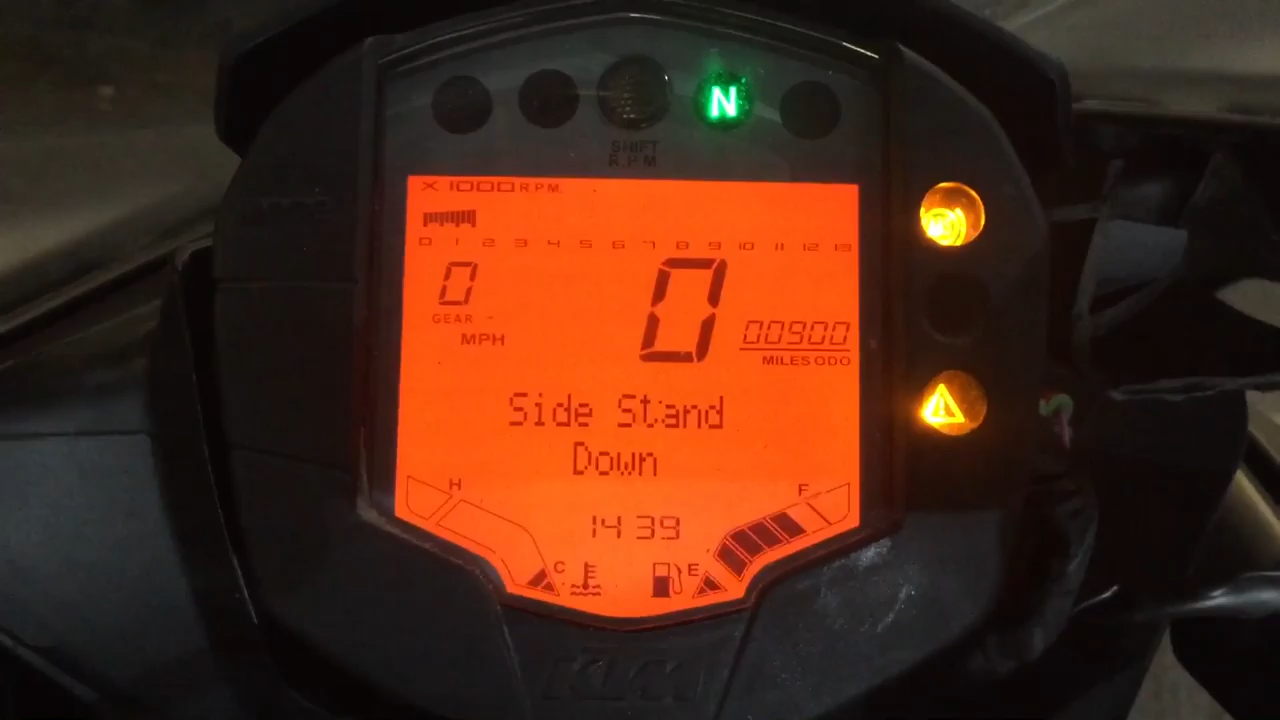 N
SHIFT
R.P.M
X 1000 R P M
0 1 2 3 4 5 6 7 8 9 10 11 12 13
0 0
GEAR 00900
MPH MILES ODO
Side Stand
Down
H F
14 39
C E
KTM